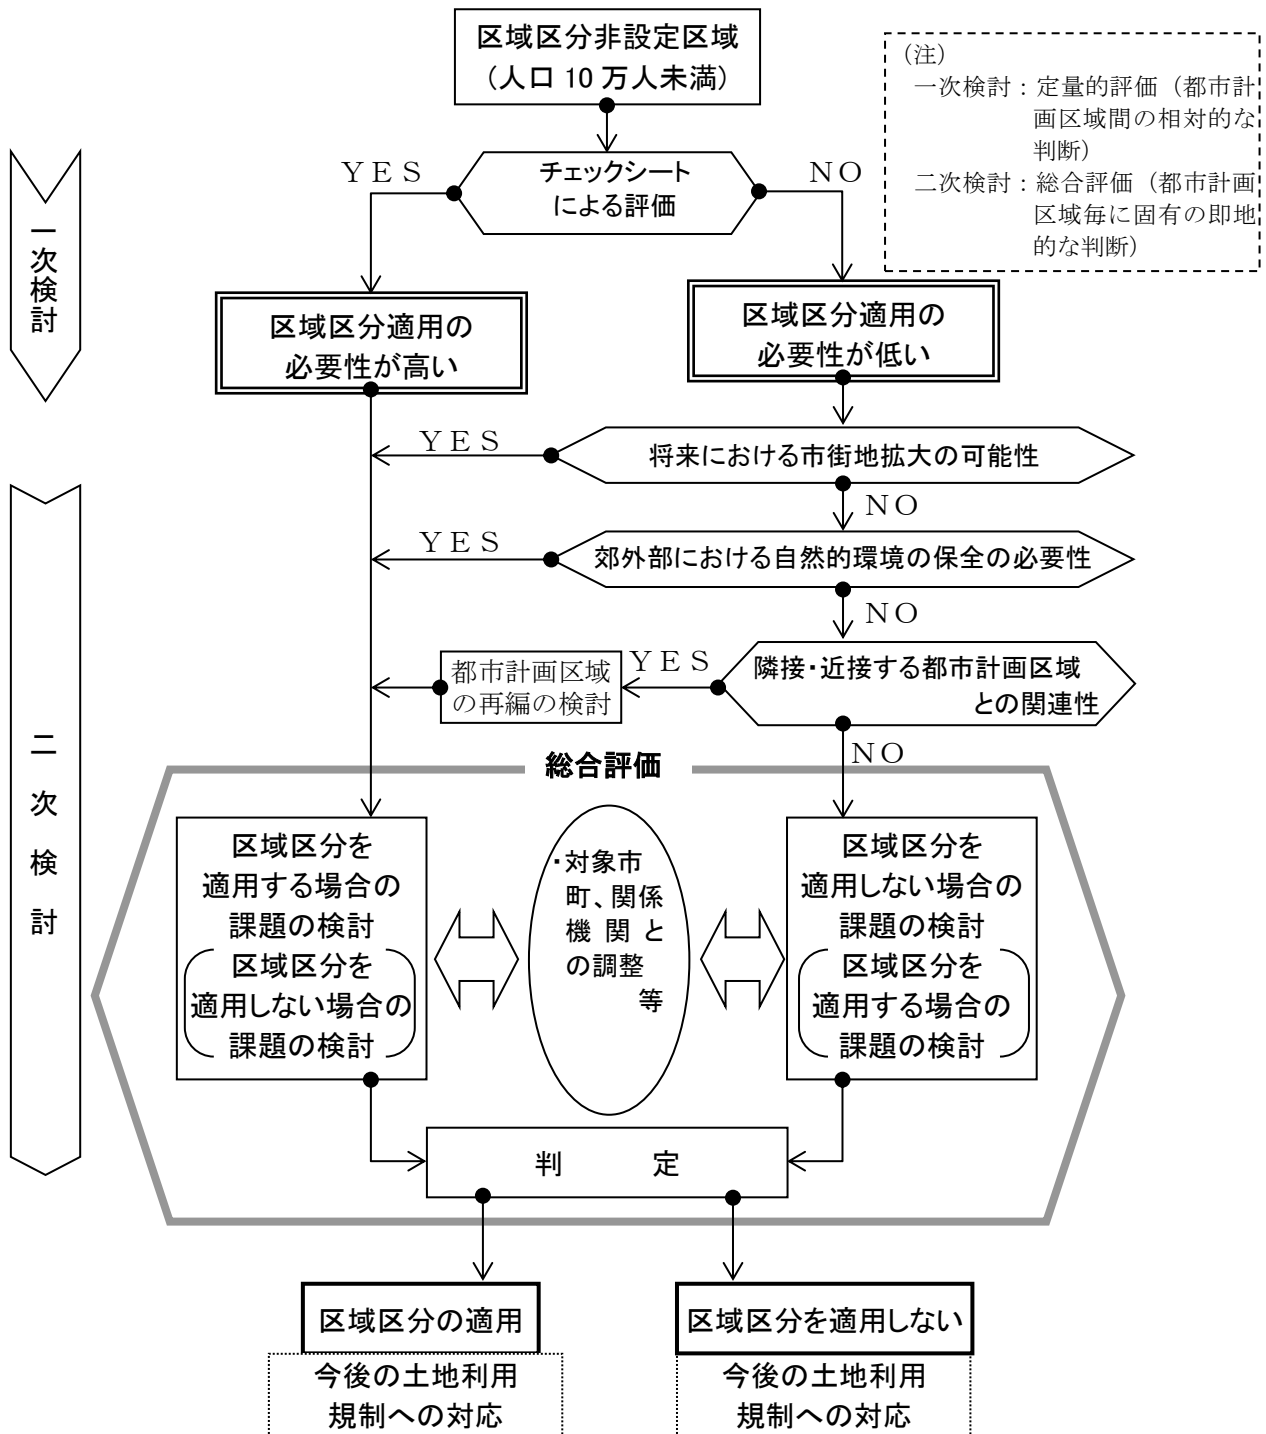 区域区分非設定区域
（人口 10 万人未満）
（注）
一次検討：定量的評価（都市計
画区域間の相対的な
判断）
二次検討：総合評価（都市計画
区域毎に固有の即地
的な判断）
一次検討
YES
チェックシート
による評価
NO
区域区分適用の
必要性が高い
区域区分適用の
必要性が低い
YES
将来における市街地拡大の可能性
NO
YES
郊外部における自然的環境の保全の必要性
NO
都市計画区域
の再編の検討
YES
隣接・近接する都市計画区域
との関連性
NO
二次検討
総合評価
区域区分を
適用する場合の
課題の検討
区域区分を
適用しない場合の
課題の検討
・対象市
町、関係
機関と
の調整
等
区域区分を
適用しない場合の
課題の検討
区域区分を
適用する場合の
課題の検討
判　定
区域区分の適用
今後の土地利用
規制への対応
区域区分を適用しない
今後の土地利用
規制への対応